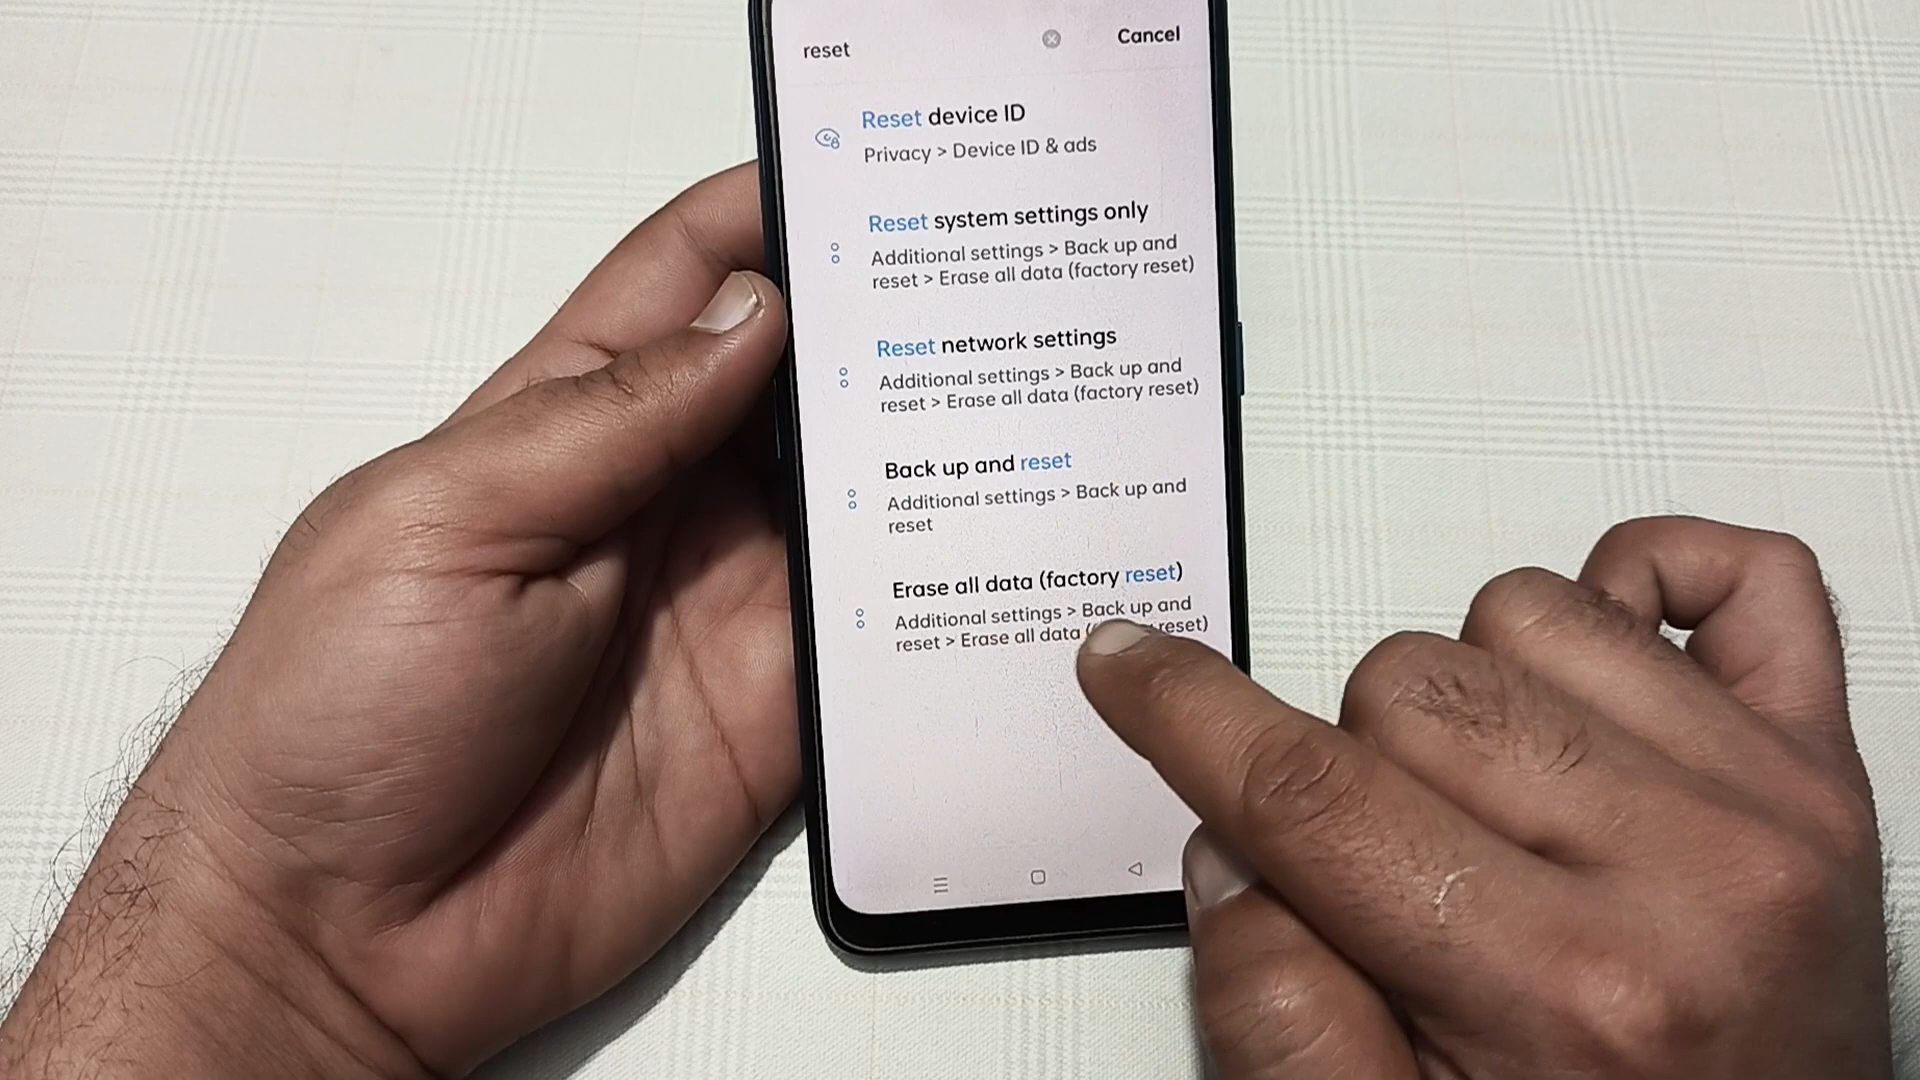 reset
Cancel
Reset device ID
Privacy > Device ID & ads
Reset system settings only
Additional settings > Back up and
reset > Erase all data (factory reset)
Reset network settings
Additional settings > Back up and
reset > Erase all data (factory reset)
Back up and reset
Additional settings > Back up and
reset
Erase all data (factory reset)
Additional settings > Back up and
reset > Erase all data ( reset)